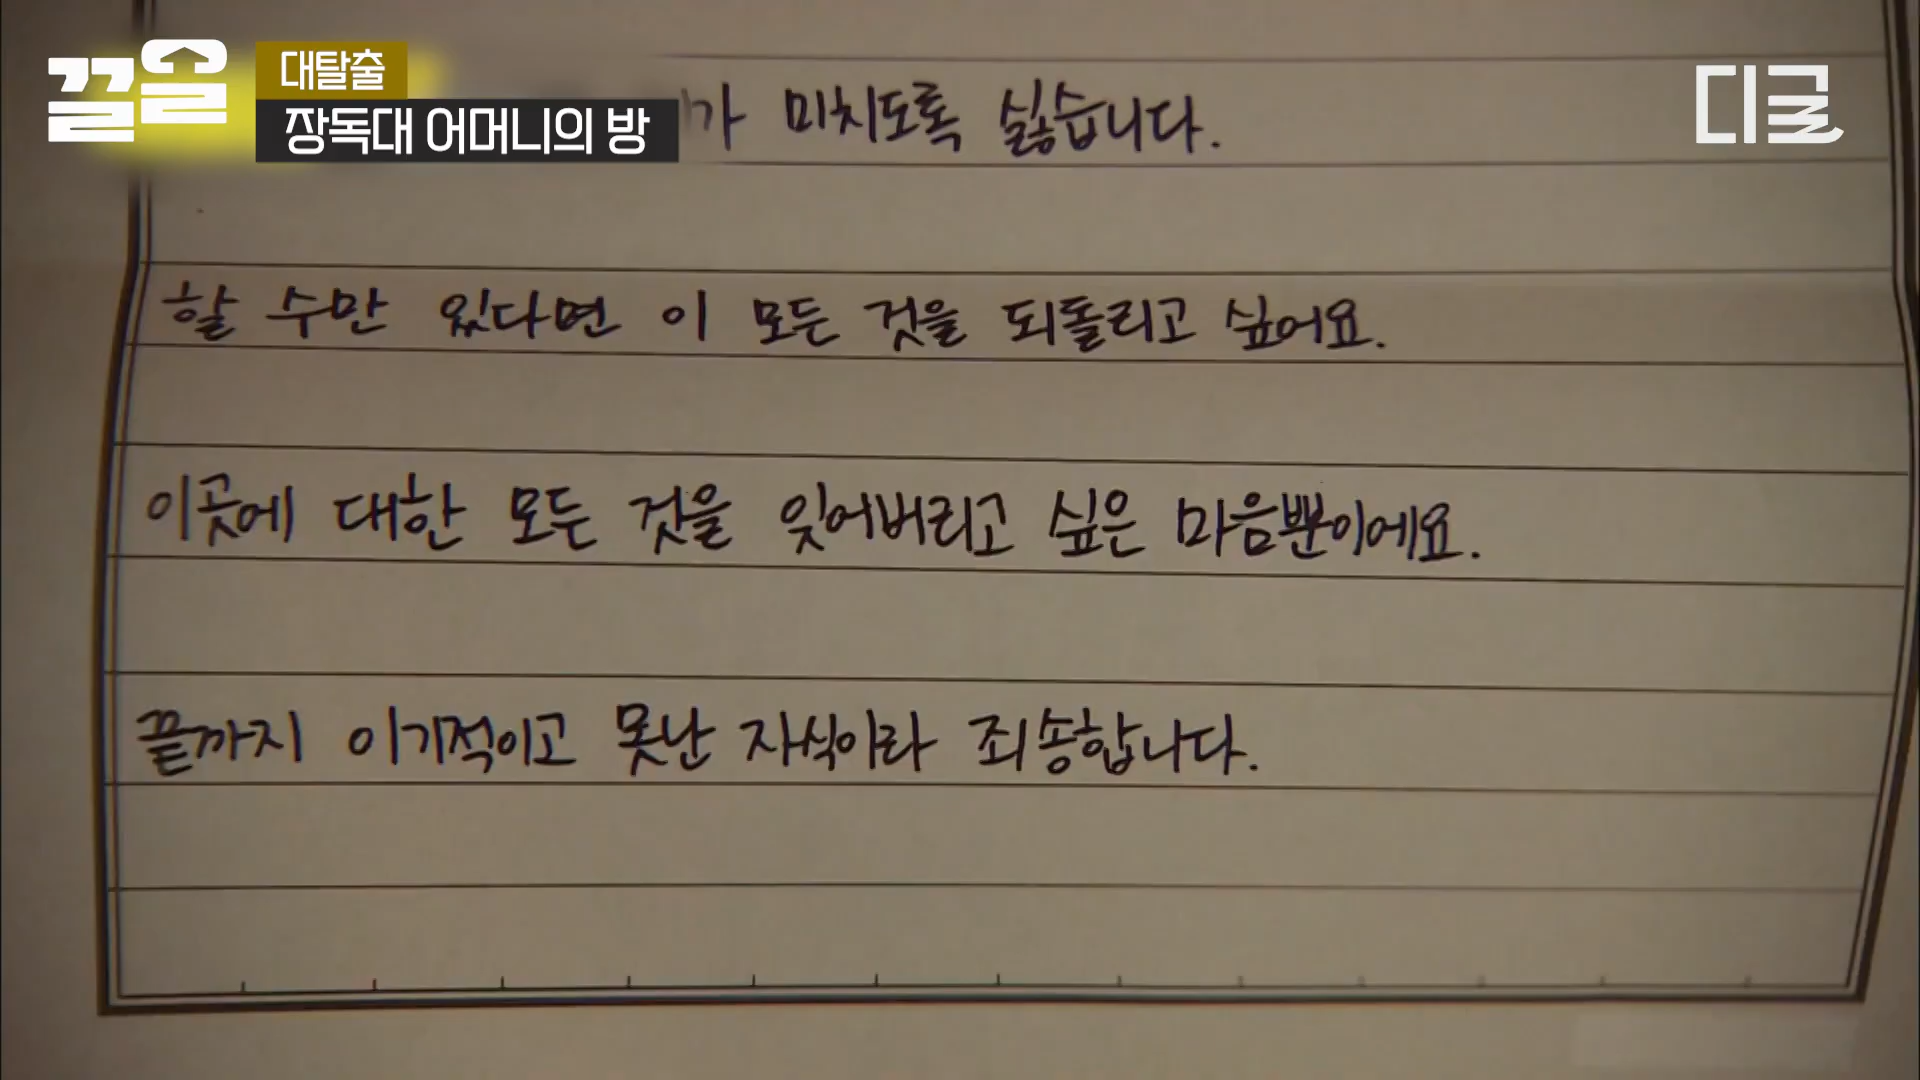 끌올
대탈출
장독대 어머니의 방
디글
가 미치도록 싫습니다.
할 수만 있다면 이 모든 것을 되돌리고 싶어요.
이곳에 대한 모든 것을 잊어버리고 싶은 마음뿐이에요.
끝까지 이기적이고 못난 자식이라 죄송합니다.